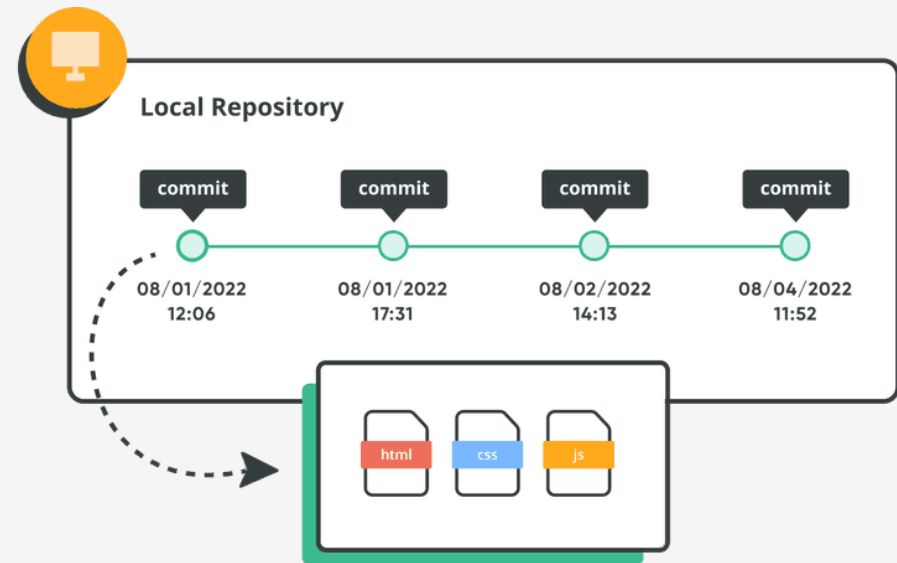 Local Repository
commit commit commit commit
08/01/2022 08/01/2022 08/02/2022 08/04/2022
12:06 17:31 14:13 11:52
html css js